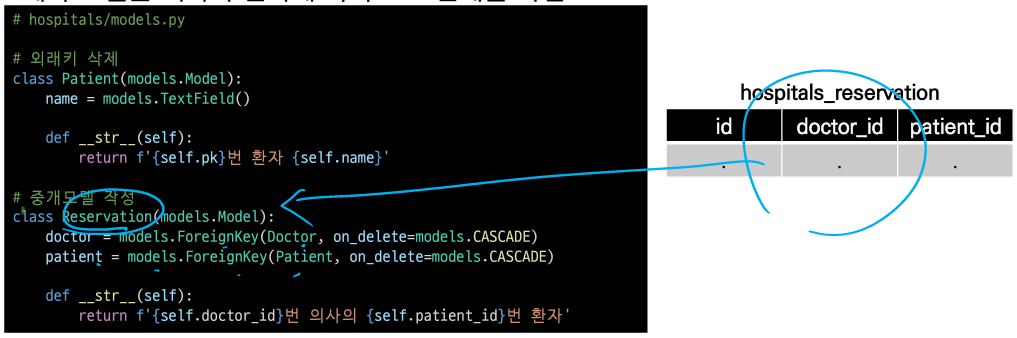 # hospitals/models.py
# 외래키 삭제
class Patient(models.Model):
    name = models.TextField()
    def __str__(self):
        return f'{self.pk}번 환자 {self.name}'
# 중개모델 작성
class Reservation(models.Model):
    doctor = models.ForeignKey(Doctor, on_delete=models.CASCADE)
    patient = models.ForeignKey(Patient, on_delete=models.CASCADE)
    def __str__(self):
        return f'{self.doctor_id}번 의사의 {self.patient_id}번 환자'
hospitals_reservation
id doctor_id patient_id
. . .